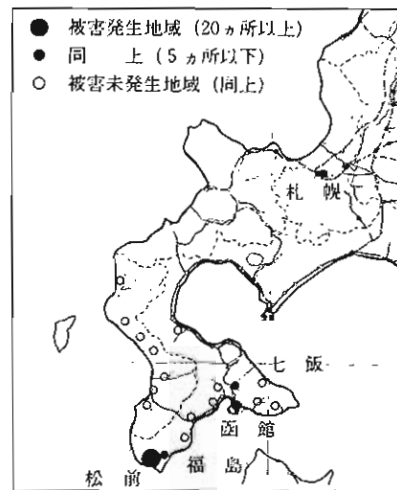 ● 被害発生地域 (20ヵ所以上)
● 同 上 (5ヵ所以下)
○ 被害未発生地域 (同上)
札幌
七飯
函館
福島
松前